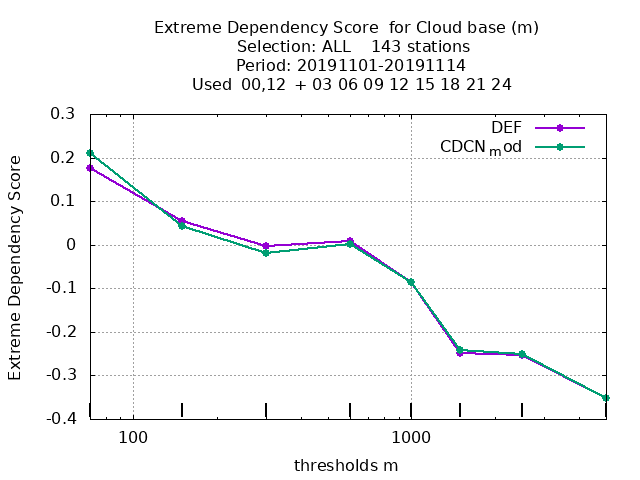 Extreme Dependency Score  for Cloud base (m)
Selection: ALL    143 stations
Period: 20191101-20191114
Used  00,12  + 03 06 09 12 15 18 21 24
DEF
CDCN_mod
Extreme Dependency Score
0.3
0.2
0.1
0
-0.1
-0.2
-0.3
-0.4
100
1000
thresholds m